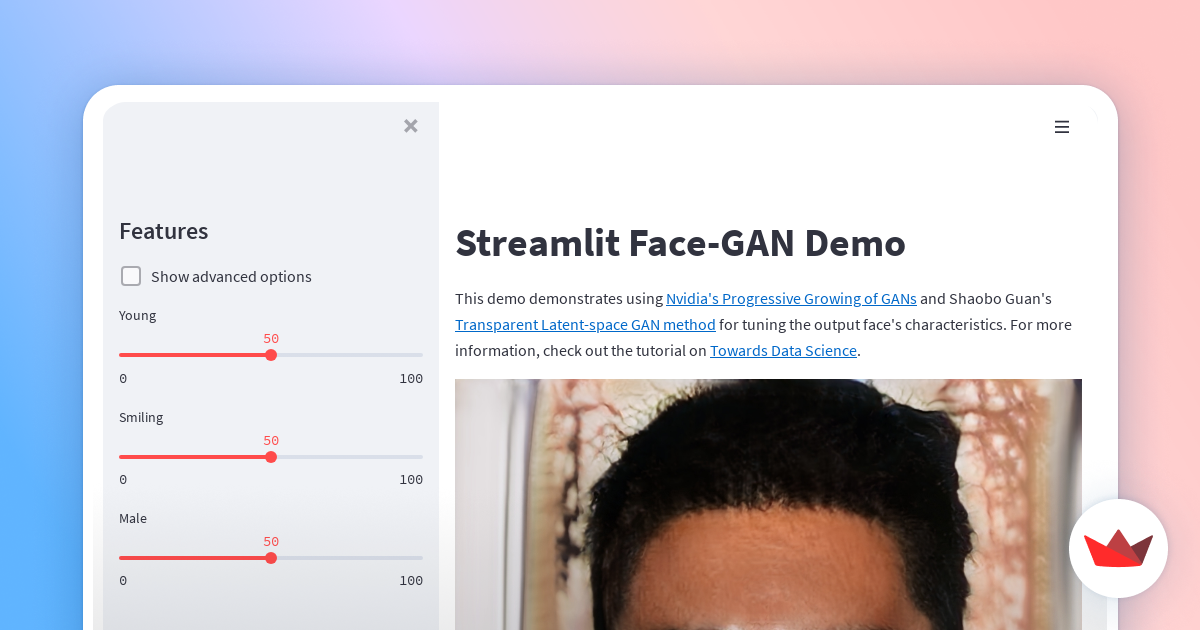 Features
Show advanced options
Young
50
0 100
Smiling
50
0 100
Male
50
0 100
Streamlit Face-GAN Demo
This demo demonstrates using Nvidia's Progressive Growing of GANs and Shaobo Guan's
Transparent Latent-space GAN method for tuning the output face's characteristics. For more
information, check out the tutorial on Towards Data Science.